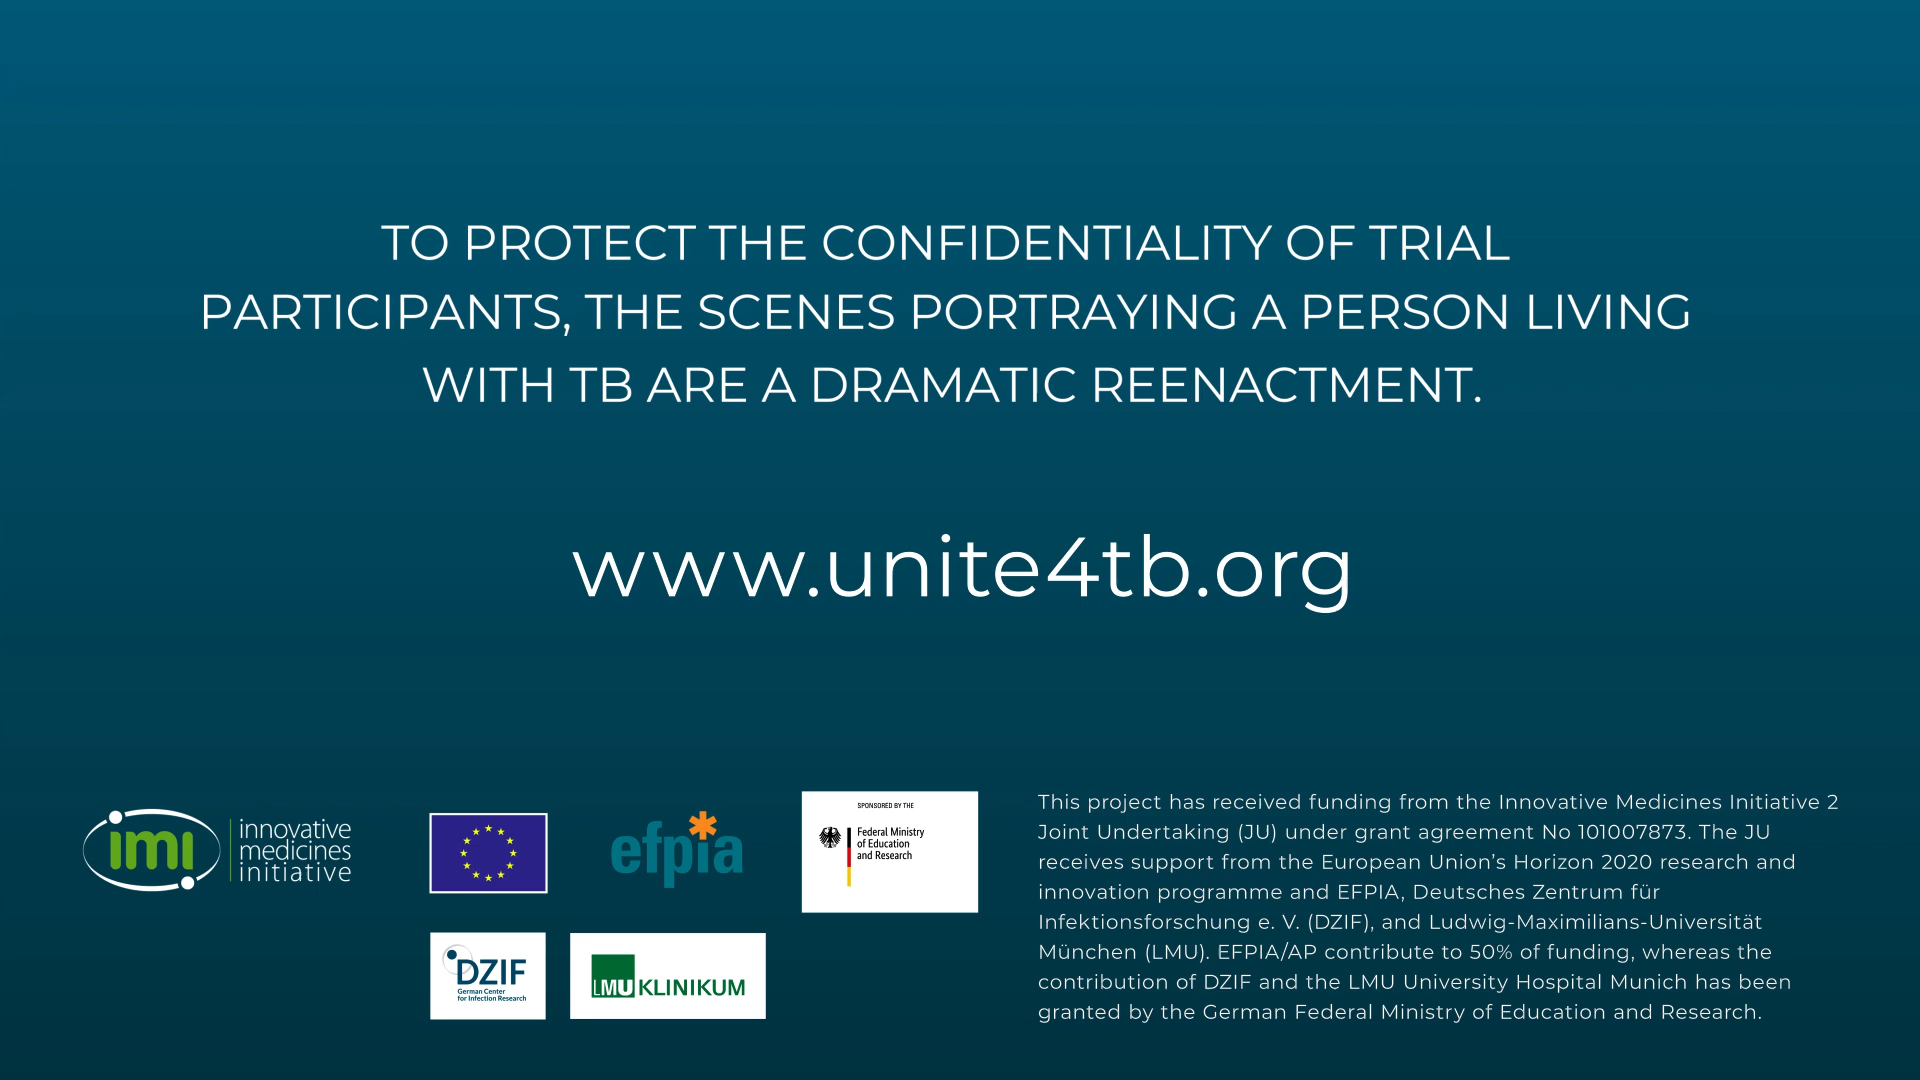 TO PROTECT THE CONFIDENTIALITY OF TRIAL
PARTICIPANTS, THE SCENES PORTRAYING A PERSON LIVING
WITH TB ARE A DRAMATIC REENACTMENT.
www.unite4tb.org
imi
innovative
medicines
initiative
efpia
SPONSORED BY THE
Federal Ministry
of Education
and Research
DZIF
German Center
for Infection Research
LMU KLINIKUM
This project has received funding from the Innovative Medicines Initiative 2
Joint Undertaking (JU) under grant agreement No 101007873. The JU
receives support from the European Union's Horizon 2020 research and
innovation programme and EFPIA, Deutsches Zentrum für
Infektionsforschung e. V. (DZIF), and Ludwig-Maximilians-Universität
München (LMU). EFPIA/AP contribute to 50% of funding, whereas the
contribution of DZIF and the LMU University Hospital Munich has been
granted by the German Federal Ministry of Education and Research.